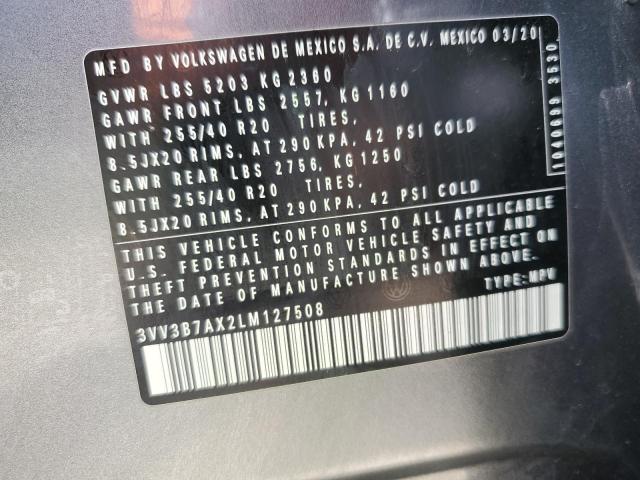 MFD BY VOLKSWAGEN DE MEXICO S.A. DE C.V. MEXICO 03/20
GVWR LBS 5203 KG 2360
GAWR FRONT LBS 2557, KG 1160
WITH 255/40 R20 TIRES,
8.5JX20 RIMS, AT 290 KPA, 42 PSI COLD
GAWR REAR LBS 2756, KG 1250
WITH 255/40 R20 TIRES,
8.5JX20 RIMS, AT 290 KPA, 42 PSI COLD
THIS VEHICLE CONFORMS TO ALL APPLICABLE
U.S. FEDERAL MOTOR VEHICLE SAFETY AND
THEFT PREVENTION STANDARDS IN EFFECT ON
THE DATE OF MANUFACTURE SHOWN ABOVE.
TYPE: MPV
3VV3B7AX2LM127508
1040699 3530